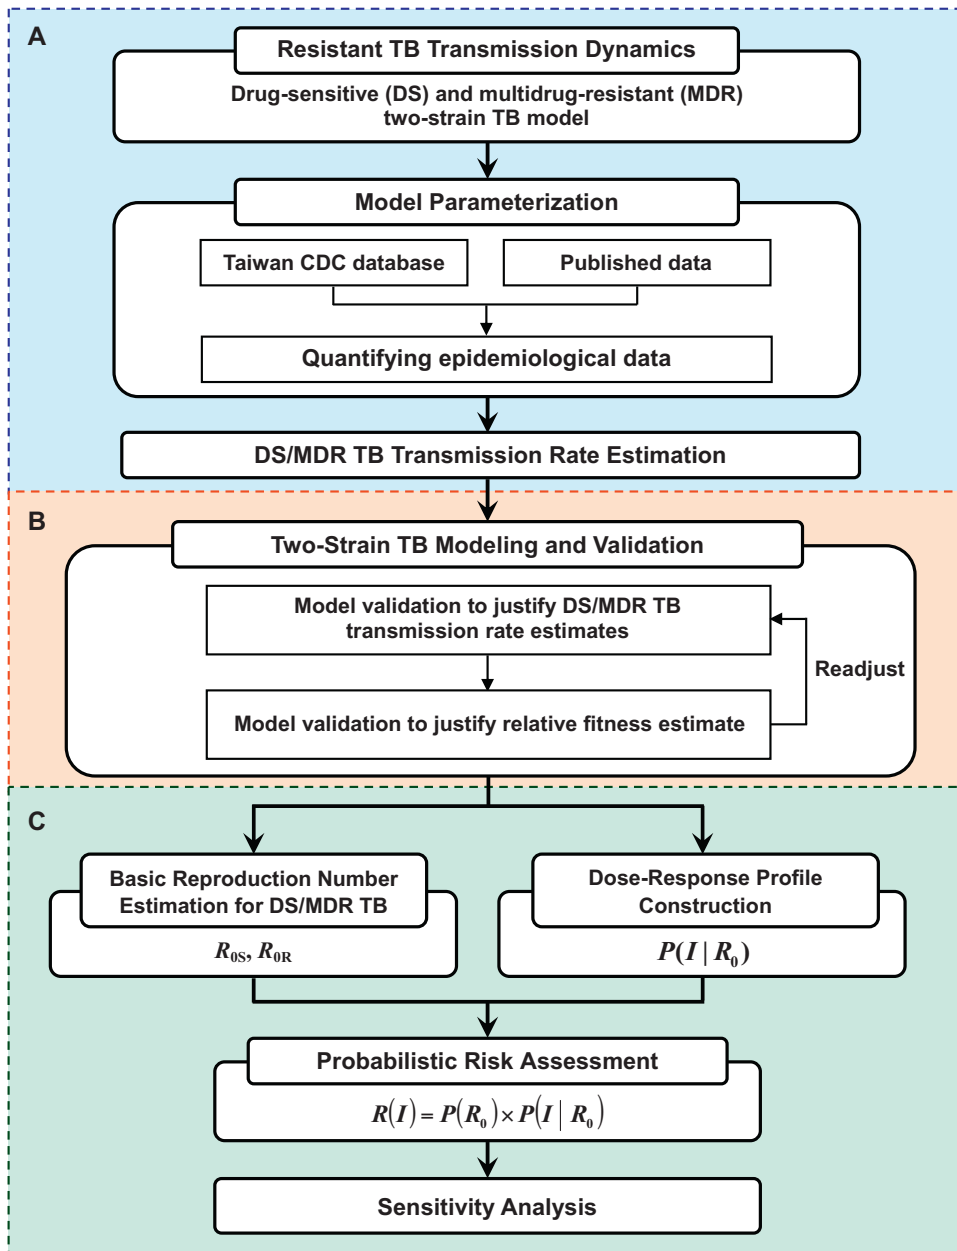 A
Resistant TB Transmission Dynamics
Drug-sensitive (DS) and multidrug-resistant (MDR)
two-strain TB model
Model Parameterization
Taiwan CDC database
Published data
Quantifying epidemiological data
DS/MDR TB Transmission Rate Estimation
B
Two-Strain TB Modeling and Validation
Model validation to justify DS/MDR TB
transmission rate estimates
Readjust
Model validation to justify relative fitness estimate
C
Basic Reproduction Number
Estimation for DS/MDR TB
R₀S, R₀R
Dose-Response Profile
Construction
P(I | R₀)
Probabilistic Risk Assessment
R(I) = P(R₀) × P(I | R₀)
Sensitivity Analysis